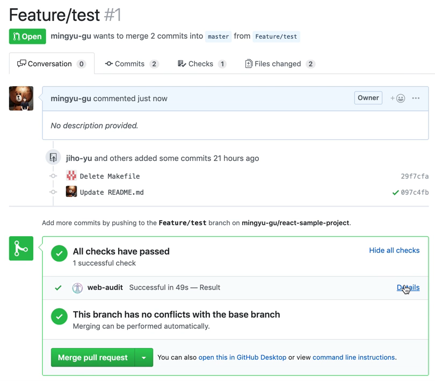 Feature/test #1
Open mingyu-gu wants to merge 2 commits into master from Feature/test
Conversation 0 Commits 2 Checks 1 Files changed 2
mingyu-gu commented just now Owner
No description provided.
jiho-yu and others added some commits 21 hours ago
Delete Makefile 29f7cfa
Update README.md 097c4fb
Add more commits by pushing to the Feature/test branch on mingyu-gu/react-sample-project.
All checks have passed Hide all checks
1 successful check
web-audit Successful in 49s — Result Details
This branch has no conflicts with the base branch
Merging can be performed automatically.
Merge pull request You can also open this in GitHub Desktop or view command line instructions.